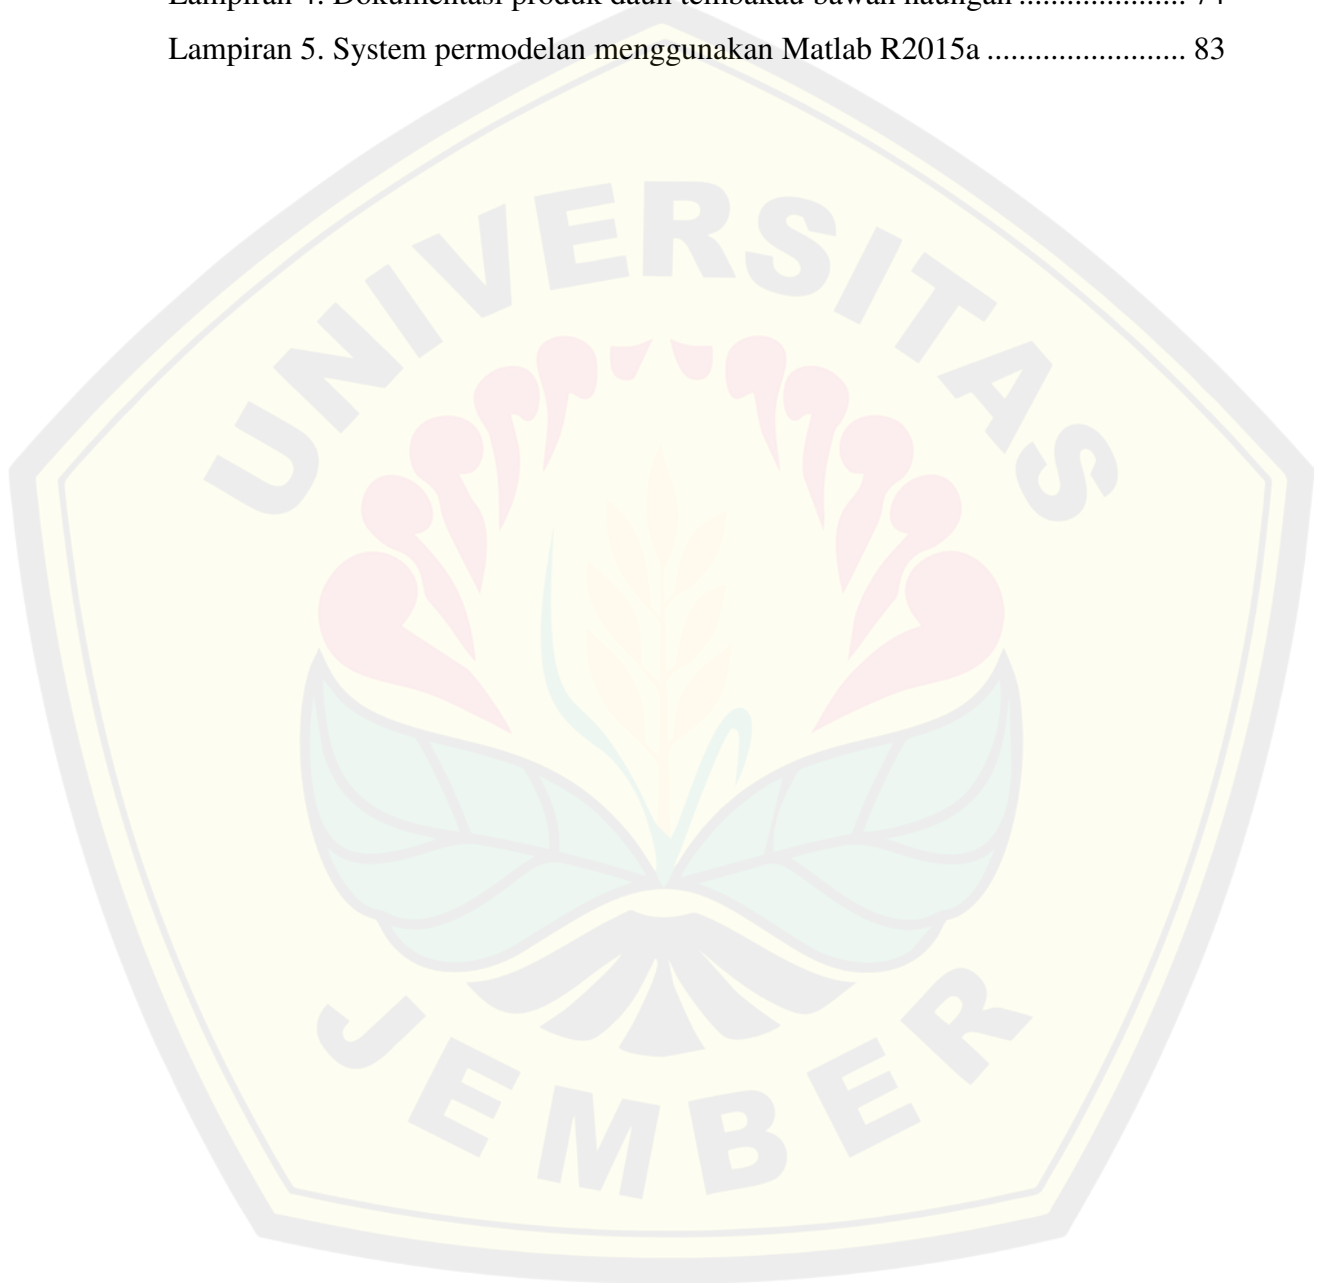 Lampiran 4. Dokumentasi produk daun tembakau bawah naungan ..................... 74
Lampiran 5. System permodelan menggunakan Matlab R2015a ......................... 83
UNIVERSITAS
JEMBER